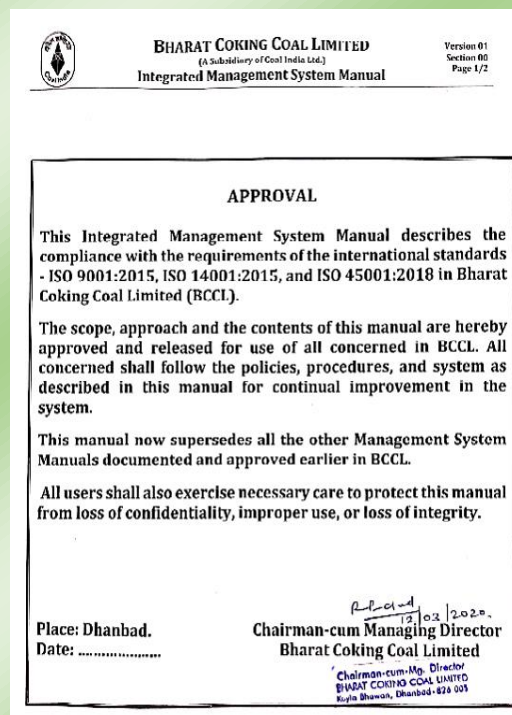 BHARAT COKING COAL LIMITED
(A Subsidiary of Coal India Ltd.)
Integrated Management System Manual
Version 01
Section 00
Page 1/2
Coal India
APPROVAL
This Integrated Management System Manual describes the
compliance with the requirements of the international standards
- ISO 9001:2015, ISO 14001:2015, and ISO 45001:2018 in Bharat
Coking Coal Limited (BCCL).
The scope, approach and the contents of this manual are hereby
approved and released for use of all concerned in BCCL. All
concerned shall follow the policies, procedures, and system as
described in this manual for continual improvement in the
system.
This manual now supersedes all the other Management System
Manuals documented and approved earlier in BCCL.
All users shall also exercise necessary care to protect this manual
from loss of confidentiality, improper use, or loss of integrity.
12/03/2020.
Place: Dhanbad.
Date: .....................
Chairman-cum Managing Director
Bharat Coking Coal Limited
Chairman-cum-Mg. Director
BHARAT COKING COAL LIMITED
Koyla Bhawan, Dhanbad-826 005